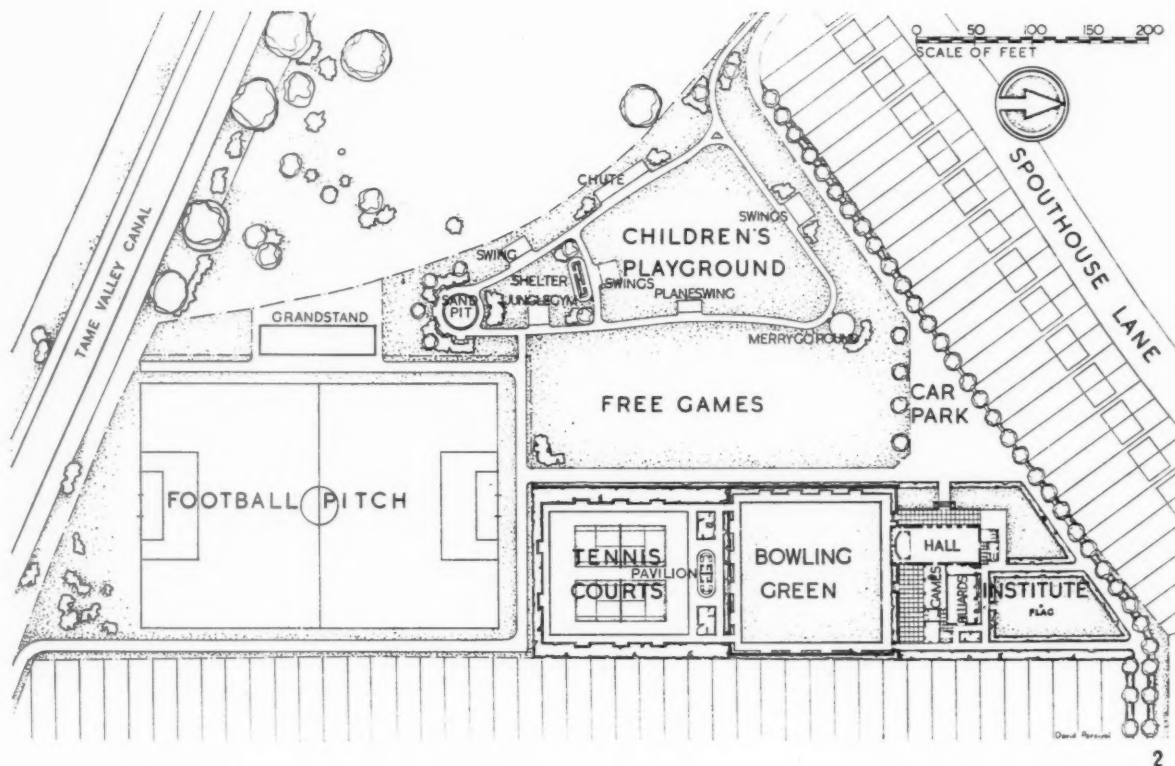 0 50 100 150 200
SCALE OF FEET
SPOUTHOUSE LANE
TAME VALLEY CANAL
CHUTE
SWINGS
CHILDREN'S
PLAYGROUND
SWING
SHELTER
SWINGS
SAND
PIT
JUNGLEGYM
PLANESWING
GRANDSTAND
MERRYGOROUND
FREE GAMES
CAR
PARK
FOOTBALL PITCH
TENNIS
COURTS
PAVILION
BOWLING
GREEN
HALL
GAMES
BILLIARDS
INSTITUTE
FLAG
David Percival
2